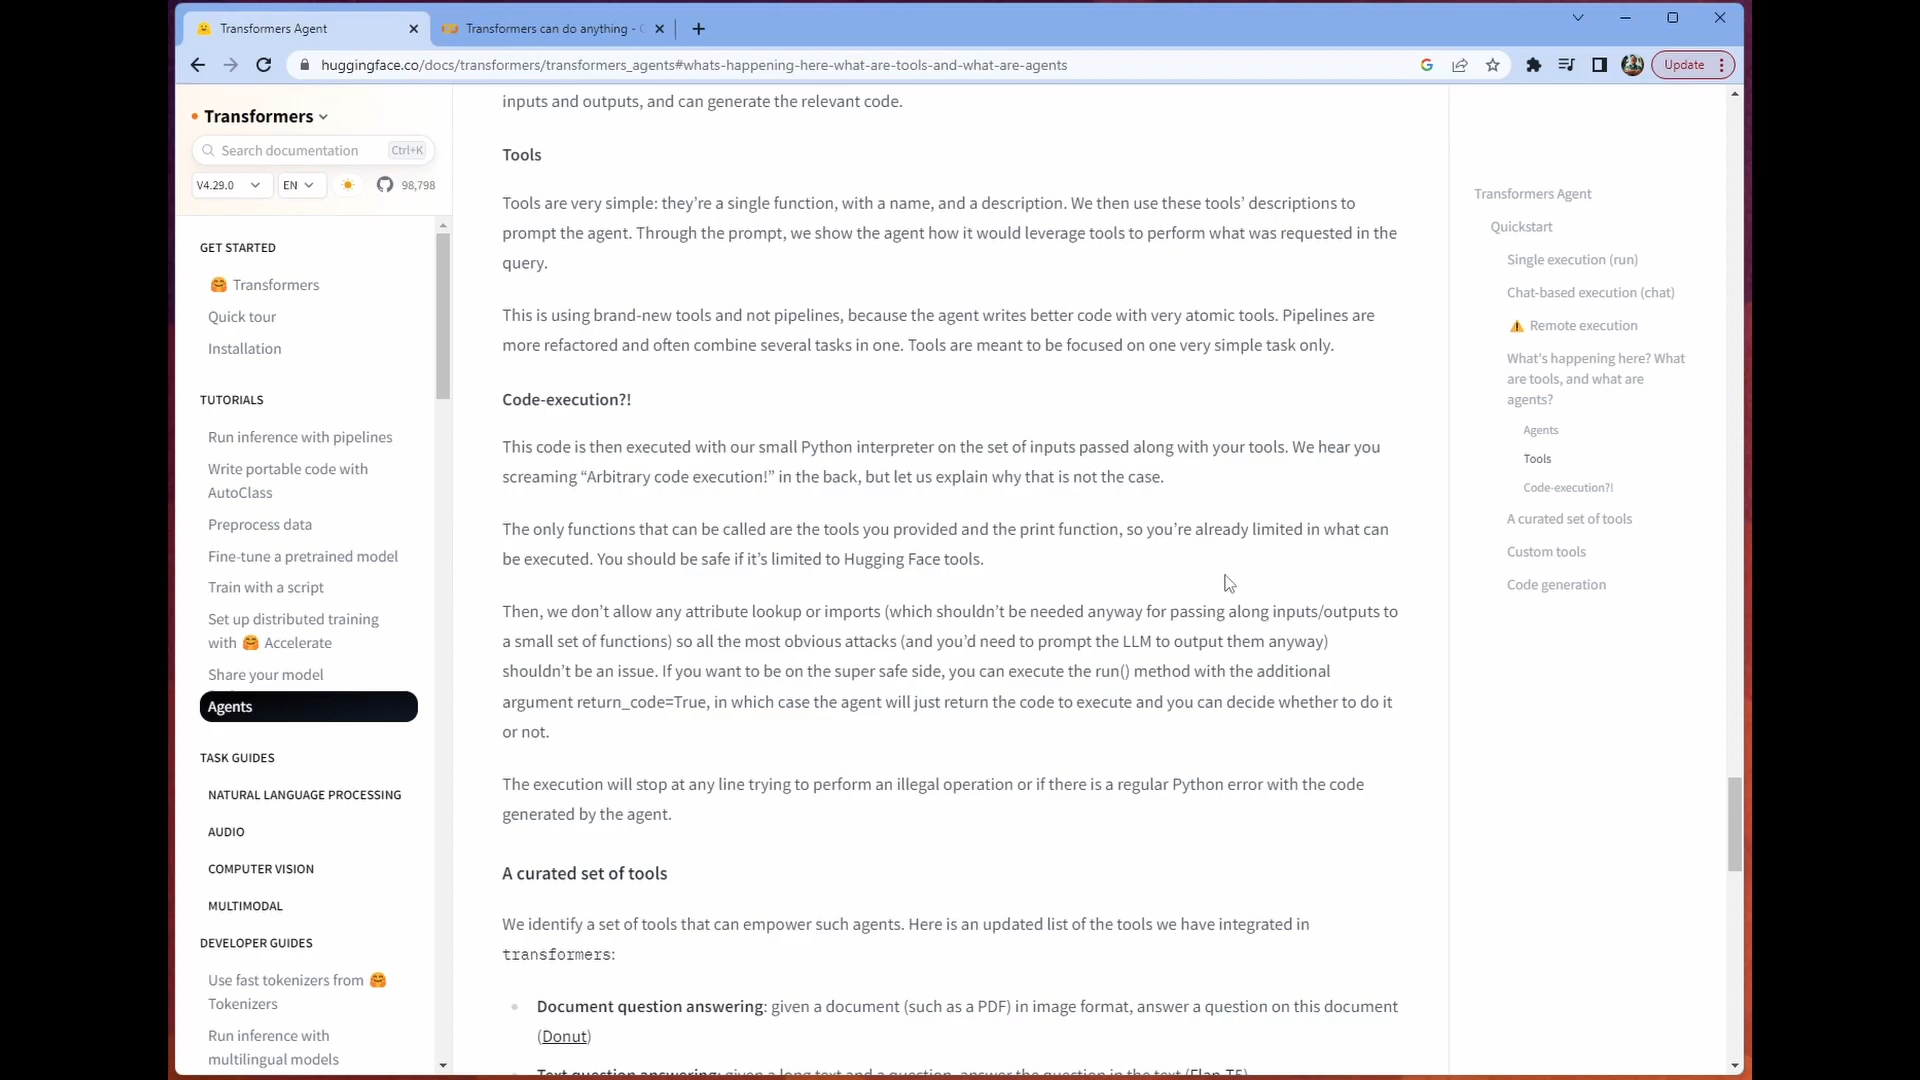 Transformers Agent
Transformers can do anything -
huggingface.co/docs/transformers/transformers_agents#whats-happening-here-what-are-tools-and-what-are-agents
Update
Transformers
Search documentation Ctrl+K
V4.29.0 EN 98,798
GET STARTED
🤗 Transformers
Quick tour
Installation
TUTORIALS
Run inference with pipelines
Write portable code with
AutoClass
Preprocess data
Fine-tune a pretrained model
Train with a script
Set up distributed training
with 🤗 Accelerate
Share your model
Agents
TASK GUIDES
NATURAL LANGUAGE PROCESSING
AUDIO
COMPUTER VISION
MULTIMODAL
DEVELOPER GUIDES
Use fast tokenizers from 🤗
Tokenizers
Run inference with
multilingual models
inputs and outputs, and can generate the relevant code.
Tools
Tools are very simple: they’re a single function, with a name, and a description. We then use these tools’ descriptions to
prompt the agent. Through the prompt, we show the agent how it would leverage tools to perform what was requested in the
query.
This is using brand-new tools and not pipelines, because the agent writes better code with very atomic tools. Pipelines are
more refactored and often combine several tasks in one. Tools are meant to be focused on one very simple task only.
Code-execution?!
This code is then executed with our small Python interpreter on the set of inputs passed along with your tools. We hear you
screaming “Arbitrary code execution!” in the back, but let us explain why that is not the case.
The only functions that can be called are the tools you provided and the print function, so you’re already limited in what can
be executed. You should be safe if it’s limited to Hugging Face tools.
Then, we don’t allow any attribute lookup or imports (which shouldn’t be needed anyway for passing along inputs/outputs to
a small set of functions) so all the most obvious attacks (and you’d need to prompt the LLM to output them anyway)
shouldn’t be an issue. If you want to be on the super safe side, you can execute the run() method with the additional
argument return_code=True, in which case the agent will just return the code to execute and you can decide whether to do it
or not.
The execution will stop at any line trying to perform an illegal operation or if there is a regular Python error with the code
generated by the agent.
A curated set of tools
We identify a set of tools that can empower such agents. Here is an updated list of the tools we have integrated in
transformers:
Document question answering: given a document (such as a PDF) in image format, answer a question on this document
(Donut)
Text question answering: given a long text and a question, answer the question in the text (Flan-T5)
Transformers Agent
Quickstart
Single execution (run)
Chat-based execution (chat)
⚠️ Remote execution
What's happening here? What
are tools, and what are
agents?
Agents
Tools
Code-execution?!
A curated set of tools
Custom tools
Code generation